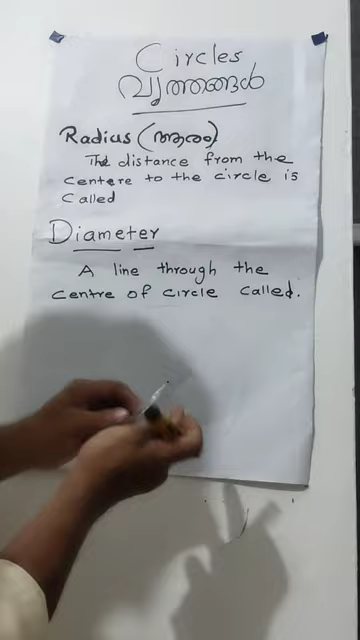 Circles
വൃത്തങ്ങൾ
Radius (ആരം)
The distance from the
centere to the circle is
Called
Diameter
A line through the
centre of circle called.